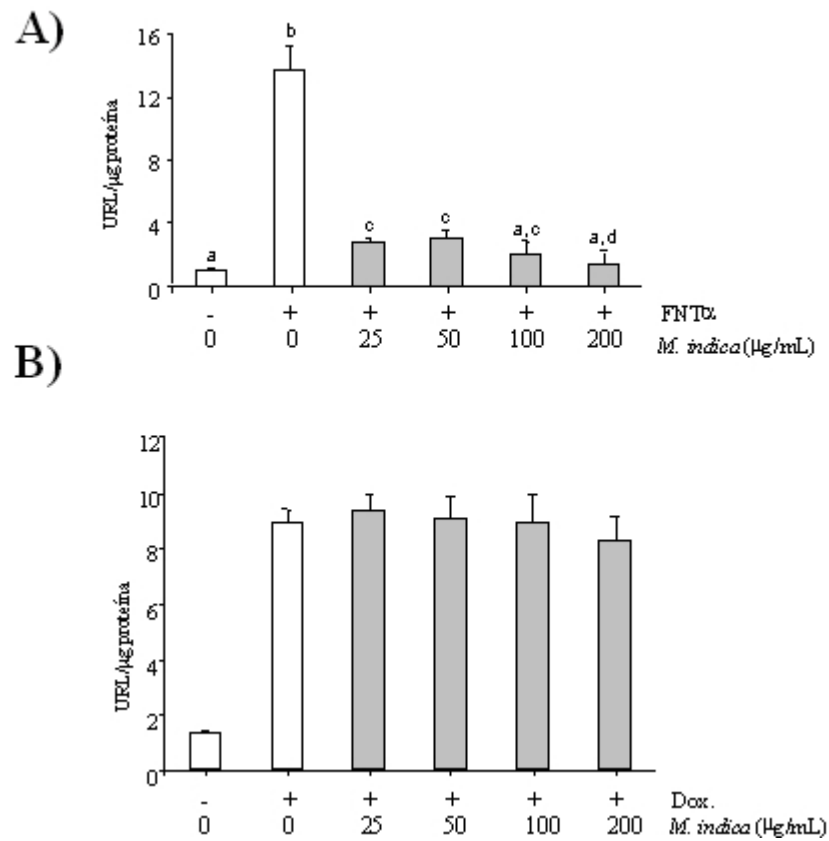 A)
URL/µg proteína
16
12
8
4
0
a
b
c
c
a,c
a,d
- + + + + + FNTα
0 0 25 50 100 200 M. indica (µg/mL)
B)
URL/µg proteína
12
10
8
6
4
2
0
- + + + + + Dox.
0 0 25 50 100 200 M. indica (µg/mL)